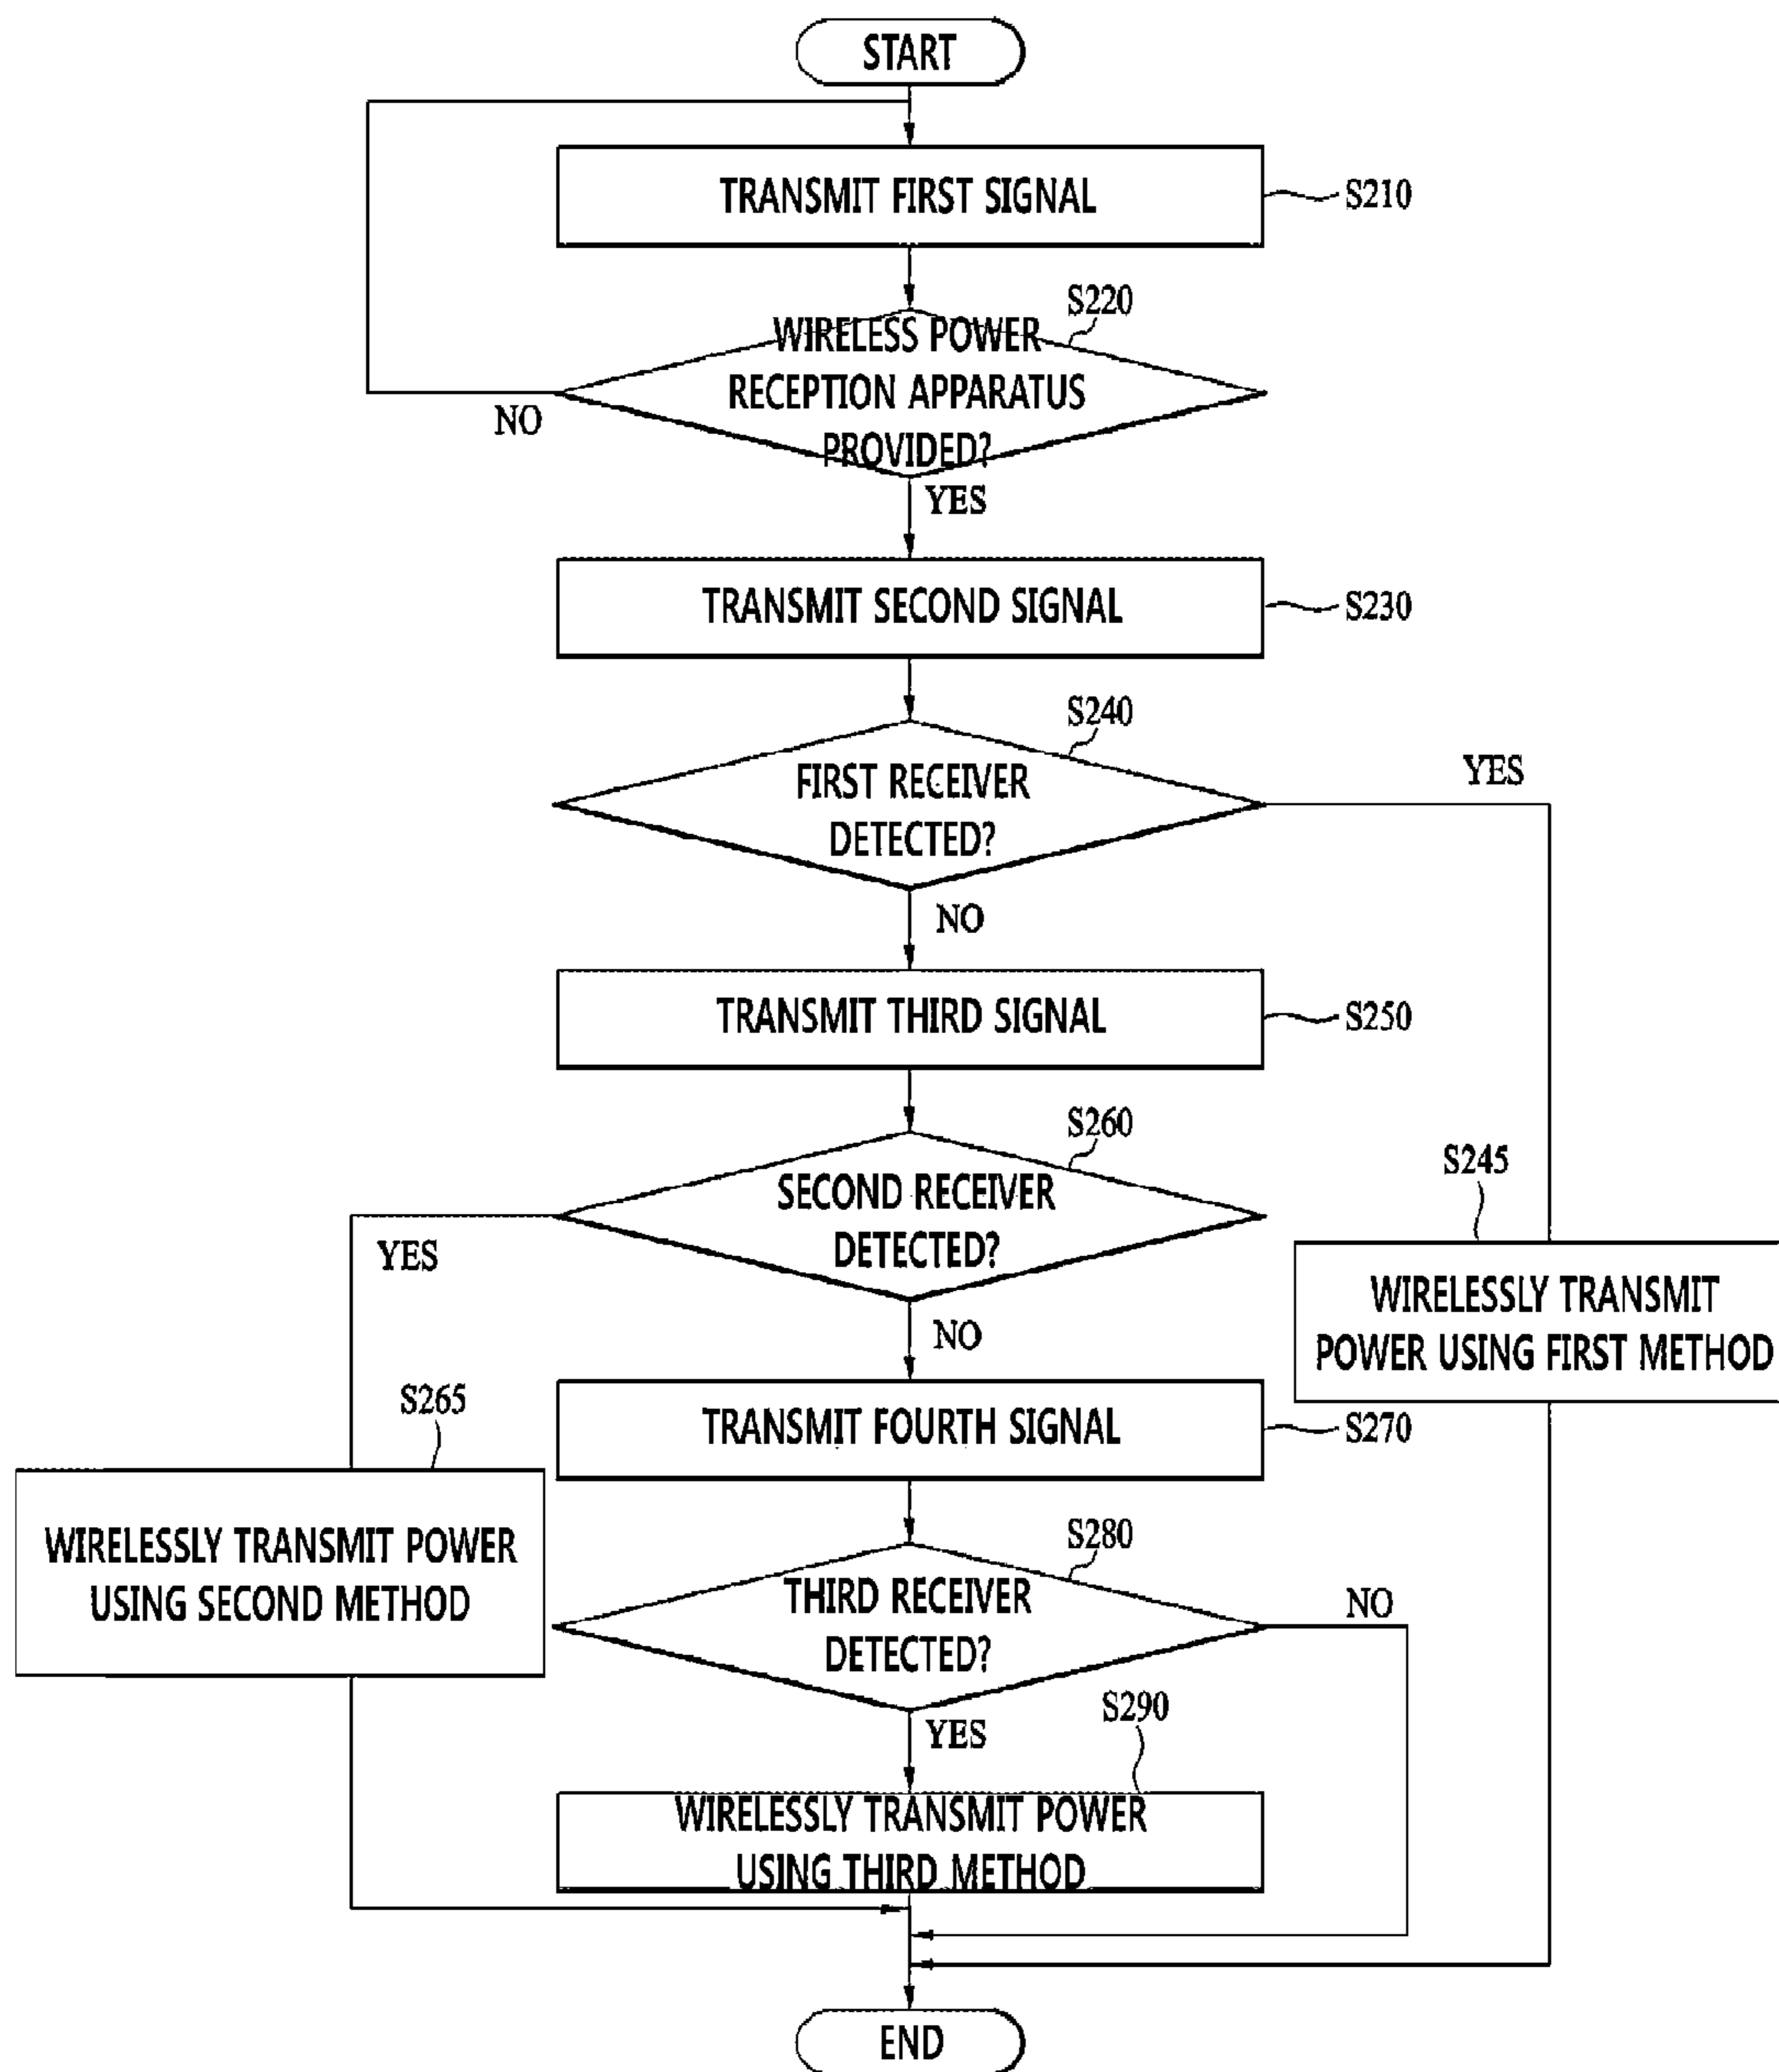 START
TRANSMIT FIRST SIGNAL
S210
S220
WIRELESS POWER
RECEPTION APPARATUS
PROVIDED?
NO
YES
TRANSMIT SECOND SIGNAL
S230
S240
FIRST RECEIVER
DETECTED?
YES
NO
TRANSMIT THIRD SIGNAL
S250
S260
SECOND RECEIVER
DETECTED?
YES
NO
S245
WIRELESSLY TRANSMIT
POWER USING FIRST METHOD
S265
WIRELESSLY TRANSMIT POWER
USING SECOND METHOD
TRANSMIT FOURTH SIGNAL
S270
S280
THIRD RECEIVER
DETECTED?
NO
YES
S290
WIRELESSLY TRANSMIT POWER
USING THIRD METHOD
END